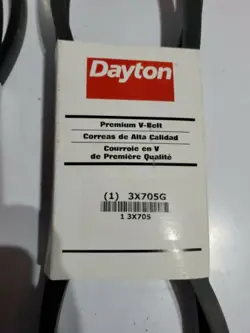 Dayton
Premium V-Belt
Correas de Alta Calidad
Courroie en V
de Première Qualité
(1) 3X705G
1 3X705